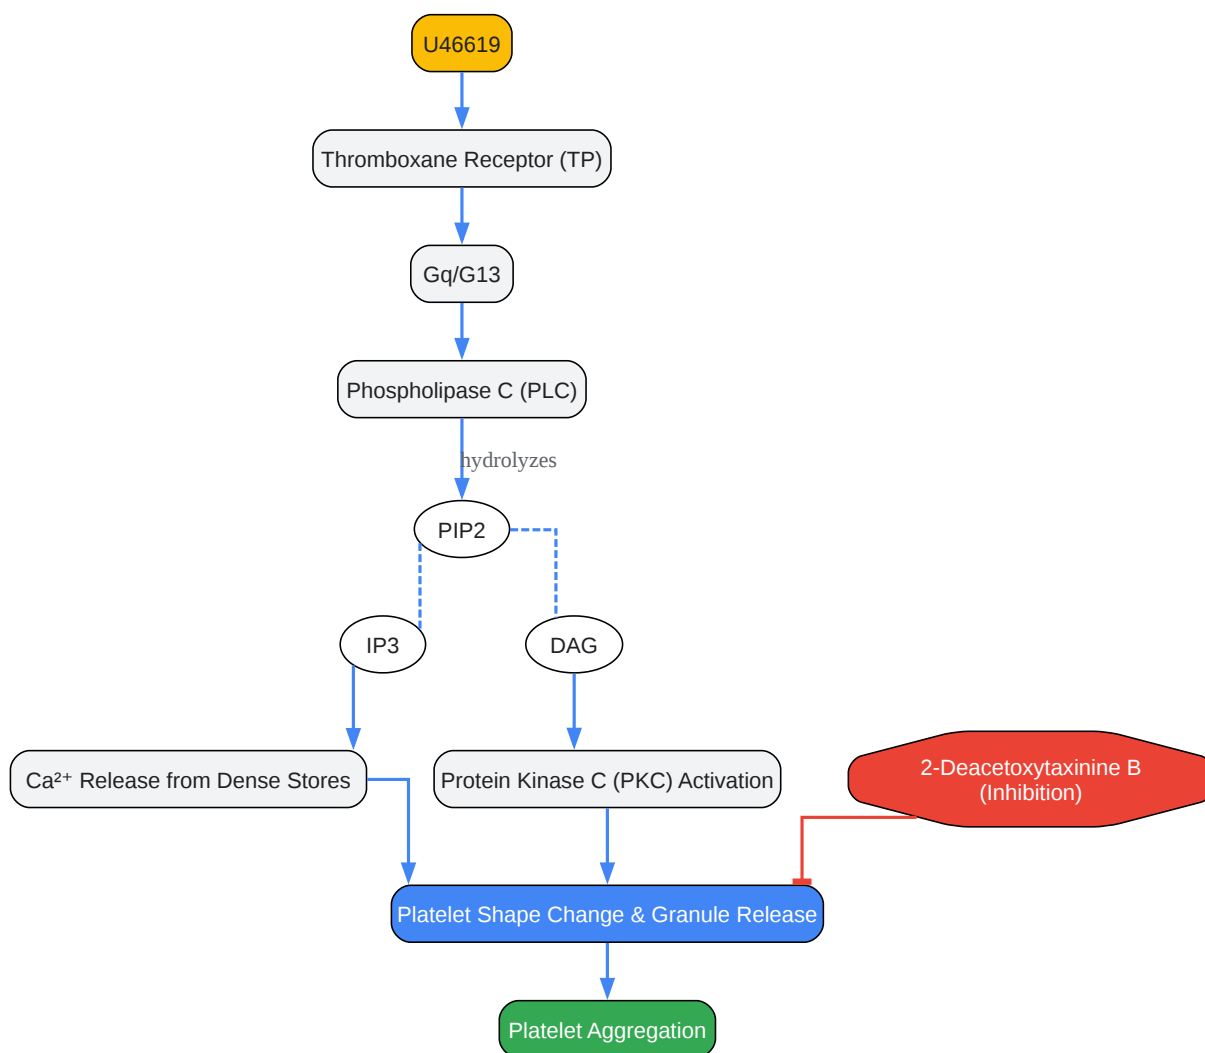 U46619
Thromboxane Receptor (TP)
Gq/G13
Phospholipase C (PLC)
hydrolyzes
PIP2
IP3
DAG
Ca²⁺ Release from Dense Stores
Protein Kinase C (PKC) Activation
2-Deacetoxytaxinine B
(Inhibition)
Platelet Shape Change & Granule Release
Platelet Aggregation